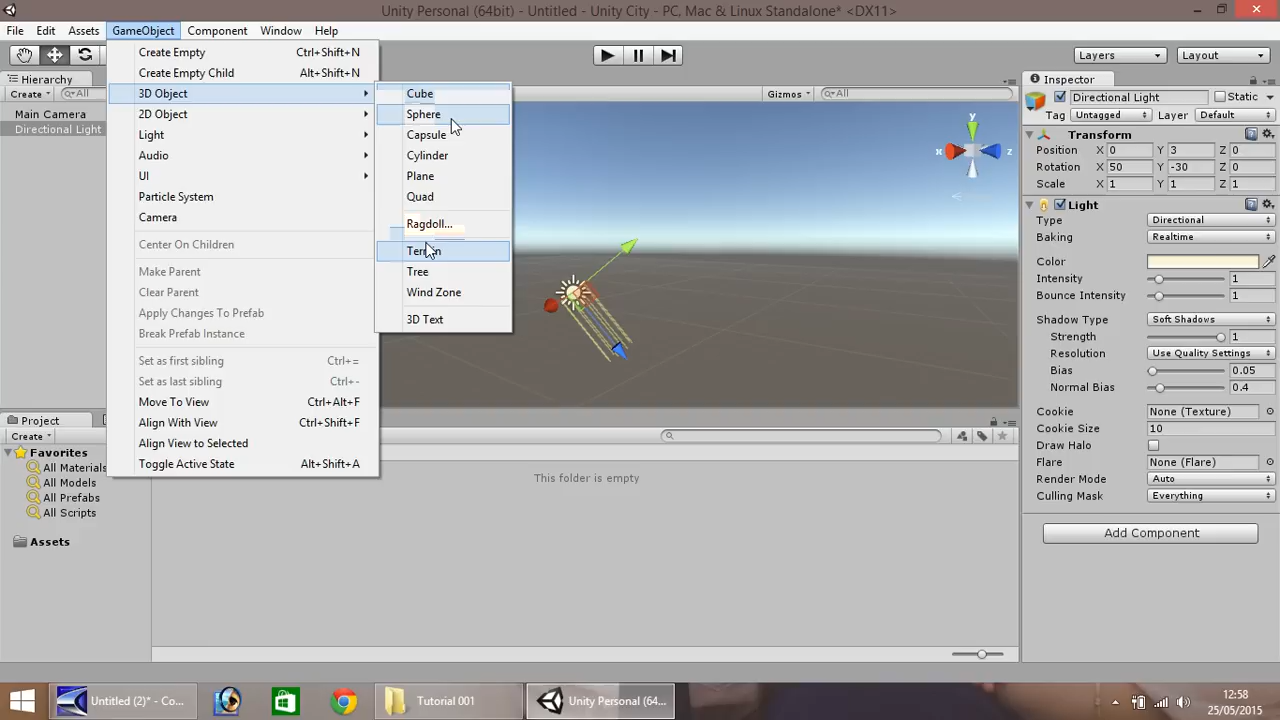 Unity Personal (64bit) - Untitled - Unity City - PC, Mac & Linux Standalone* <DX11>
File Edit Assets GameObject Component Window Help
Layers Layout
Hierarchy
Create All
Main Camera
Directional Light
Create Empty Ctrl+Shift+N
Create Empty Child Alt+Shift+N
3D Object
2D Object
Light
Audio
UI
Particle System
Camera
Center On Children
Make Parent
Clear Parent
Apply Changes To Prefab
Break Prefab Instance
Set as first sibling Ctrl+=
Set as last sibling Ctrl+-
Move To View Ctrl+Alt+F
Align With View Ctrl+Shift+F
Align View to Selected
Toggle Active State Alt+Shift+A
Cube
Sphere
Capsule
Cylinder
Plane
Quad
Ragdoll...
Tree
Wind Zone
3D Text
Gizmos All
y
x z
Inspector
Directional Light Static
Tag Untagged Layer Default
Transform
Position X 0 Y 3 Z 0
Rotation X 50 Y -30 Z 0
Scale X 1 Y 1 Z 1
Light
Type Directional
Baking Realtime
Color
Intensity 1
Bounce Intensity 1
Shadow Type Soft Shadows
Strength 1
Resolution Use Quality Settings
Bias 0.05
Normal Bias 0.4
Cookie None (Texture)
Cookie Size 10
Draw Halo
Flare None (Flare)
Render Mode Auto
Culling Mask Everything
Add Component
Project
Create
Favorites
All Materials
All Models
All Prefabs
All Scripts
Assets
This folder is empty
Untitled (2)* - Co...
Tutorial 001
Unity Personal (64...
12:58
25/05/2015